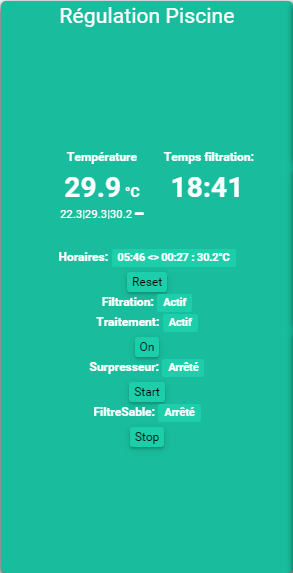 Régulation Piscine
Température Temps filtration:
29.9 °C 18:41
22.3|29.3|30.2
Horaires: 05:46 <> 00:27 : 30.2°C
Reset
Filtration: Actif
Traitement: Actif
On
Surpresseur: Arrêté
Start
FiltreSable: Arrêté
Stop